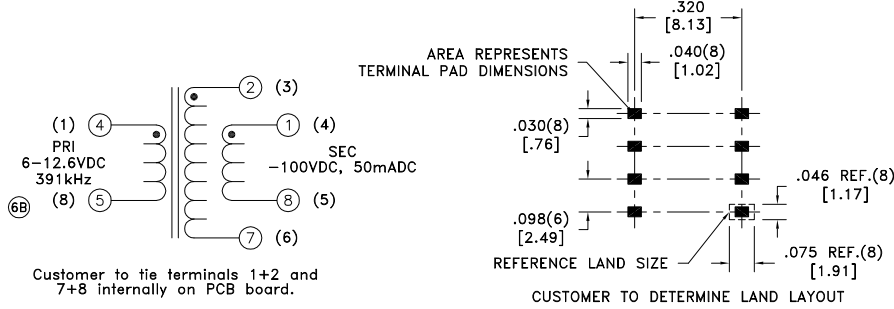 2 (3)
(1) 4
1 (4)
PRI
6-12.6VDC
391kHz
SEC
-100VDC, 50mADC
(8) 5
8 (5)
6B
7 (6)
Customer to tie terminals 1+2 and
7+8 internally on PCB board.
.320
[8.13]
AREA REPRESENTS
TERMINAL PAD DIMENSIONS
.040(8)
[1.02]
.030(8)
[.76]
.046 REF.(8)
[1.17]
.098(6)
[2.49]
REFERENCE LAND SIZE
.075 REF.(8)
[1.91]
CUSTOMER TO DETERMINE LAND LAYOUT